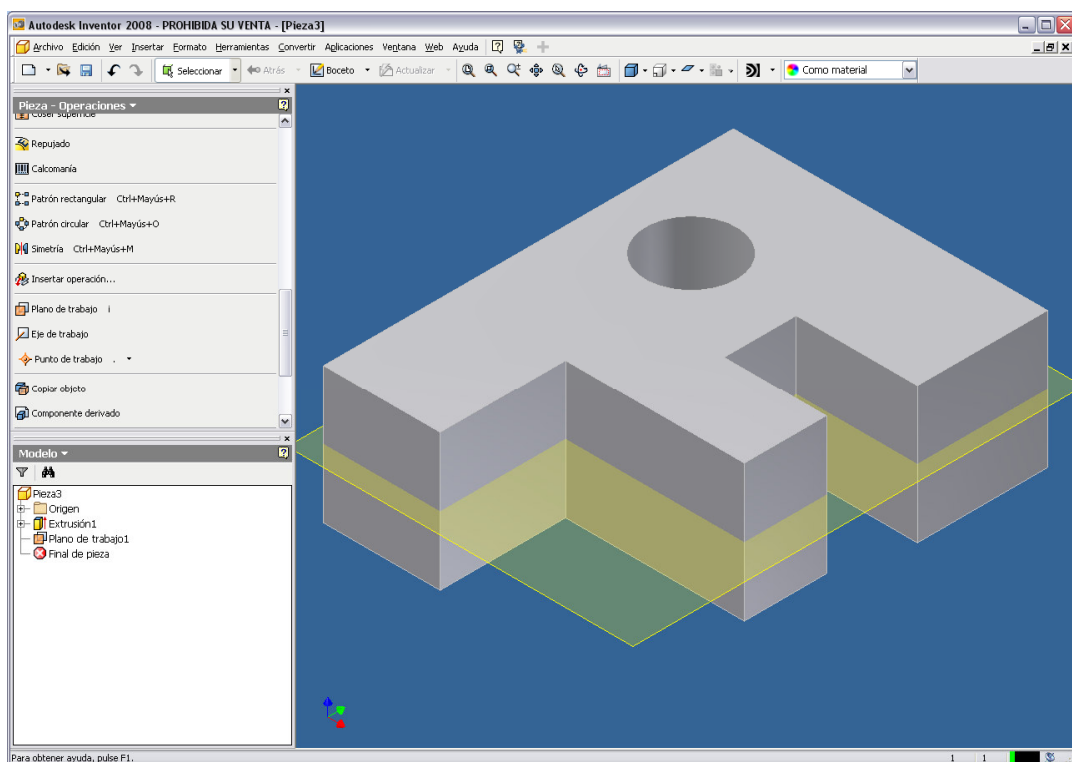 Autodesk Inventor 2008 - PROHIBIDA SU VENTA - [Pieza3]
Archivo Edición Ver Insertar Formato Herramientas Convertir Aplicaciones Ventana Web Ayuda
Seleccionar Atrás Boceto Actualizar Como material
Pieza - Operaciones
Coser superficie
Repujado
Calcomanía
Patrón rectangular Ctrl+Mayús+R
Patrón circular Ctrl+Mayús+O
Simetría Ctrl+Mayús+M
Insertar operación...
Plano de trabajo i
Eje de trabajo
Punto de trabajo .
Copiar objeto
Componente derivado
Modelo
Pieza3
Origen
Extrusión1
Plano de trabajo1
Final de pieza
Para obtener ayuda, pulse F1. 1 1